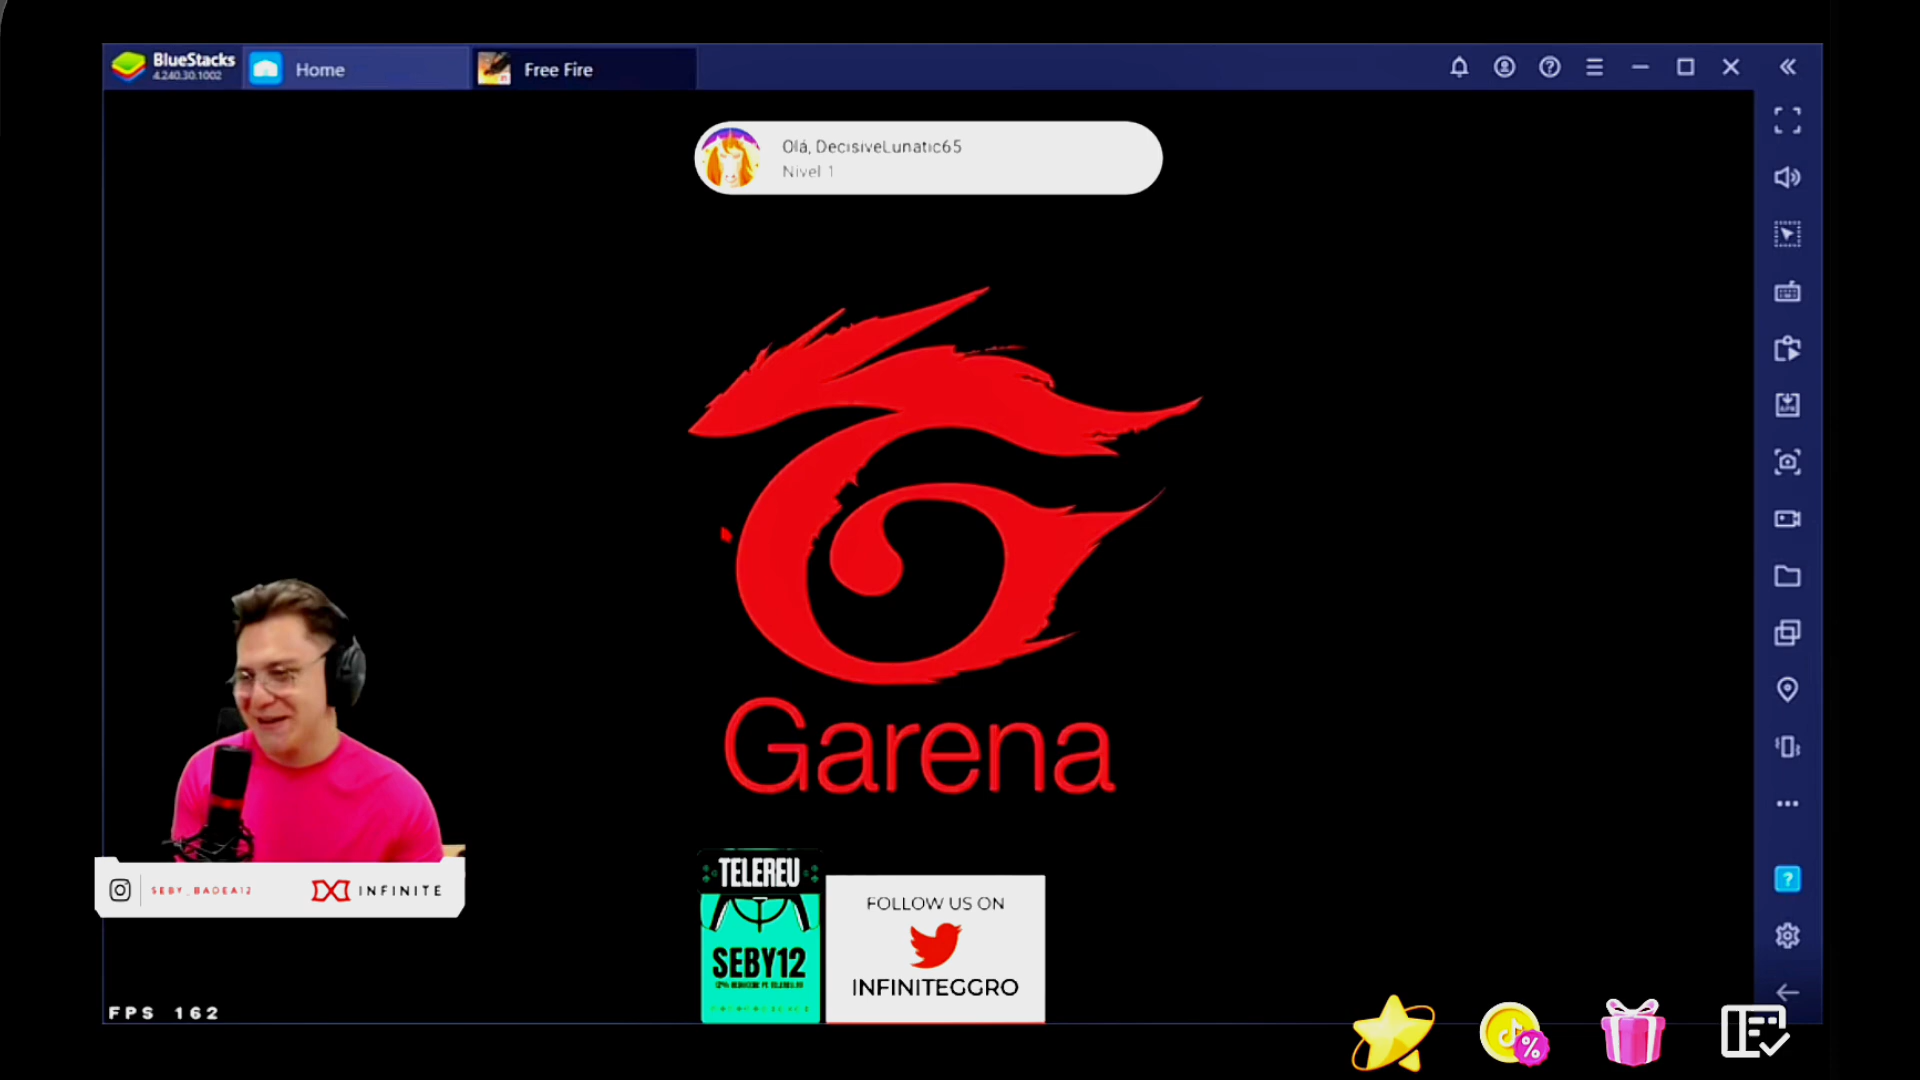 BlueStacks
4.240.30.1002
Home
Free Fire
Olá, DecisiveLunatic65
Nível 1
Garena
SEBY_BADEA12
INFINITE
TELEREU
SEBY12
FOLLOW US ON
INFINITEGGRO
FPS 162